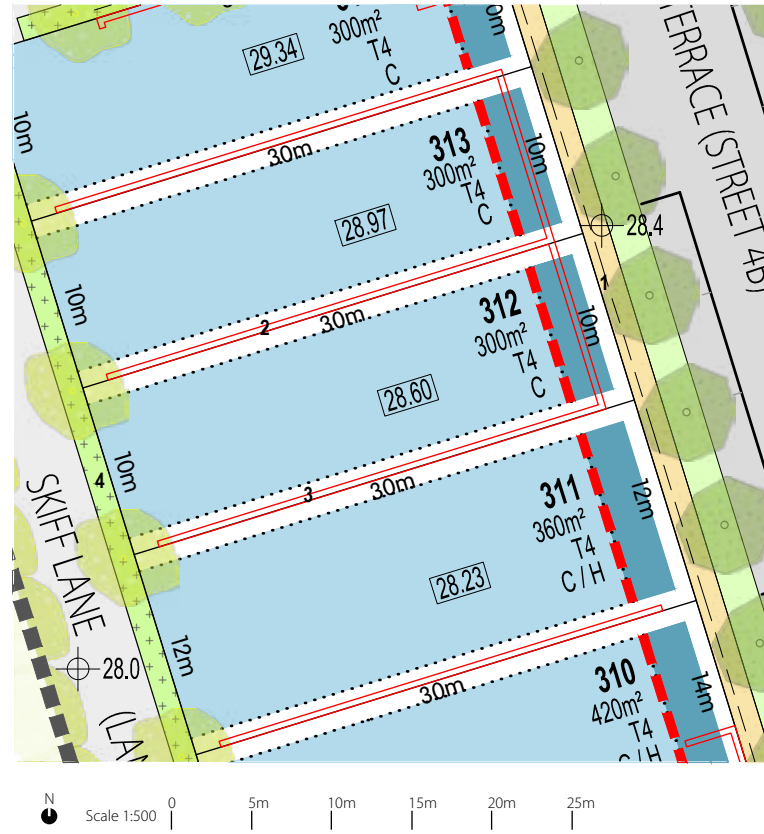 300m²
T4
C
29.34
10m
30m
10m
313
300m²
T4
C
28.97
TERRACE (STREET 4B)
28.4
10m
2
30m
1
10m
312
300m²
T4
C
28.60
10m
4
3
30m
12m
311
360m²
T4
C / H
28.23
SKIFF LANE
28.0
12m
30m
310
420m²
T4
C / H
14m
N
Scale 1:500
0 5m 10m 15m 20m 25m